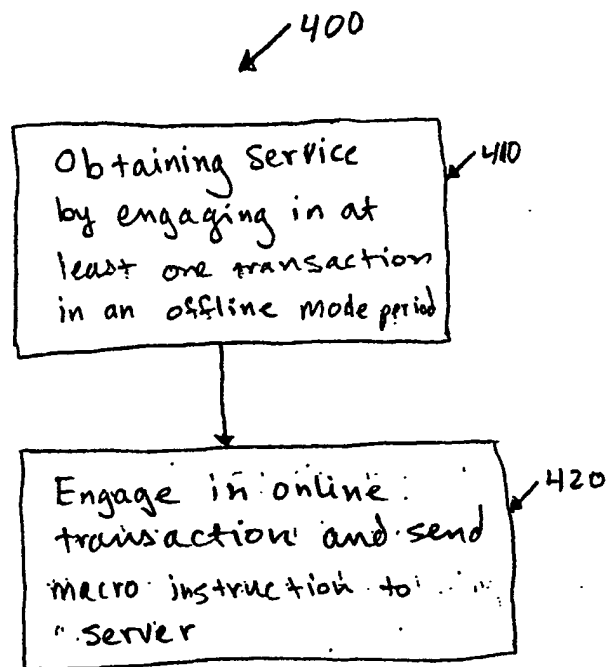 400
Obtaining service
by engaging in at
least one transaction
in an offline mode period
410
Engage in online
transaction and send
macro instruction to
server
420